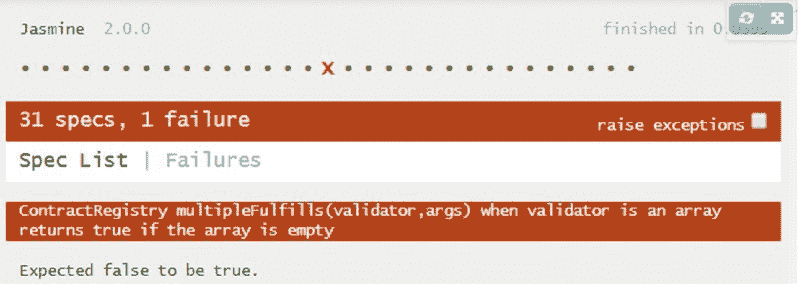 Jasmine 2.0.0 finished in 0.
x
31 specs, 1 failure raise exceptions
Spec List | Failures
ContractRegistry multipleFulfills(validator,args) when validator is an array
returns true if the array is empty
Expected false to be true.